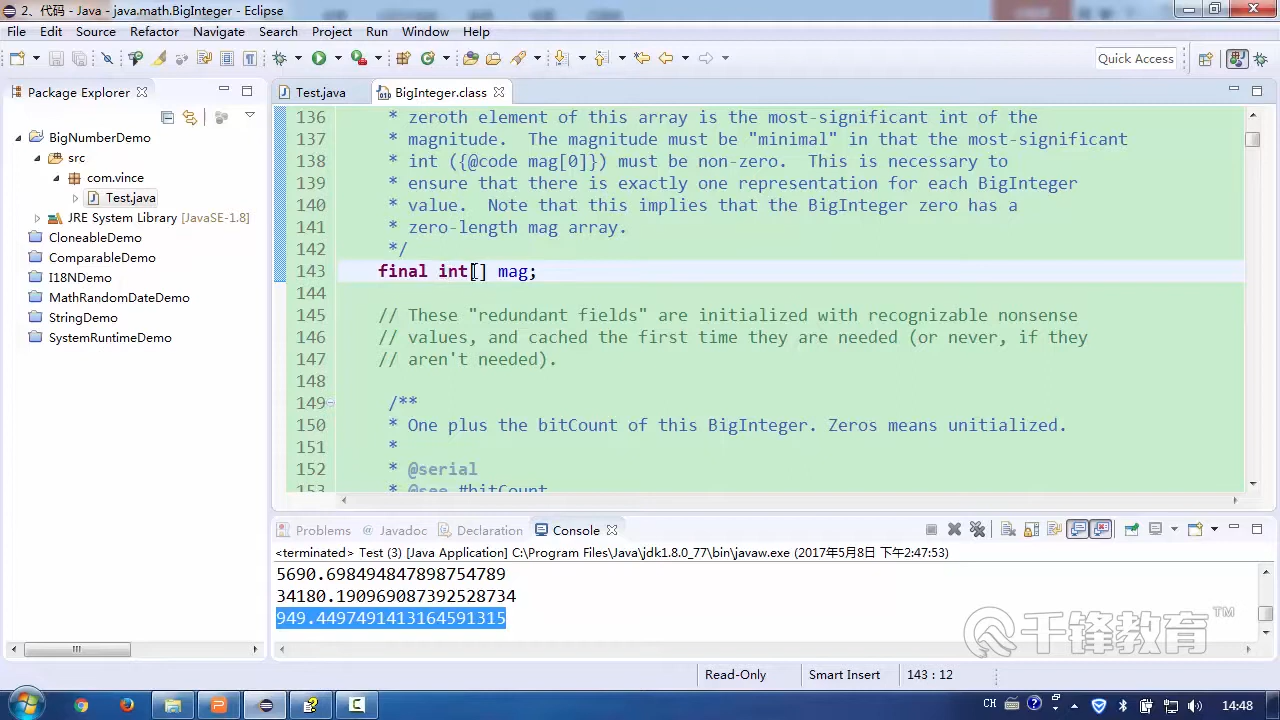 2、代码 - Java - java.math.BigInteger - Eclipse
File Edit Source Refactor Navigate Search Project Run Window Help
Quick Access
Package Explorer
Test.java
BigInteger.class
BigNumberDemo
src
com.vince
Test.java
JRE System Library [JavaSE-1.8]
CloneableDemo
ComparableDemo
I18NDemo
MathRandomDateDemo
StringDemo
SystemRuntimeDemo
136 * zeroth element of this array is the most-significant int of the
137 * magnitude.  The magnitude must be "minimal" in that the most-significant
138 * int ({@code mag[0]}) must be non-zero.  This is necessary to
139 * ensure that there is exactly one representation for each BigInteger
140 * value.  Note that this implies that the BigInteger zero has a
141 * zero-length mag array.
142 */
143 final int[] mag;
144
145 // These "redundant fields" are initialized with recognizable nonsense
146 // values, and cached the first time they are needed (or never, if they
147 // aren't needed).
148
149 /**
150 * One plus the bitCount of this BigInteger. Zeros means unitialized.
151 *
152 * @serial
153 * @see #bitCount
Problems @ Javadoc Declaration Console
<terminated> Test (3) [Java Application] C:\Program Files\Java\jdk1.8.0_77\bin\javaw.exe (2017年5月8日 下午2:47:53)
5690.698494847898754789
34180.190969087392528734
949.4497491413164591315
千锋教育™
Read-Only Smart Insert 143 : 12
CH 14:48